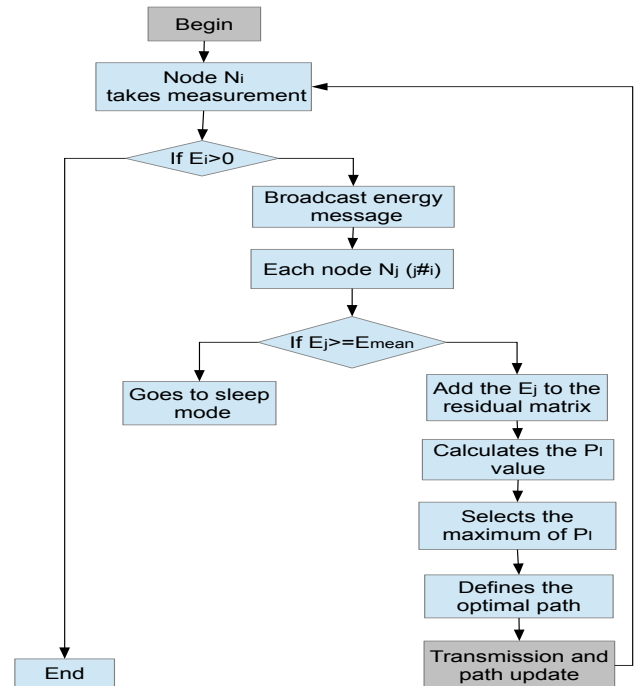 Begin
Node Ni
takes measurement
If Ei>0
Broadcast energy
message
Each node Nj (j#i)
If Ej>=Emean
Goes to sleep
mode
Add the Ej to the
residual matrix
Calculates the Pl
value
Selects the
maximum of Pl
Defines the
optimal path
Transmission and
path update
End